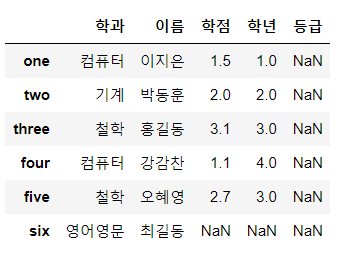 학과 이름 학점 학년 등급
one 컴퓨터 이지은 1.5 1.0 NaN
two 기계 박동훈 2.0 2.0 NaN
three 철학 홍길동 3.1 3.0 NaN
four 컴퓨터 강감찬 1.1 4.0 NaN
five 철학 오혜영 2.7 3.0 NaN
six 영어영문 최길동 NaN NaN NaN